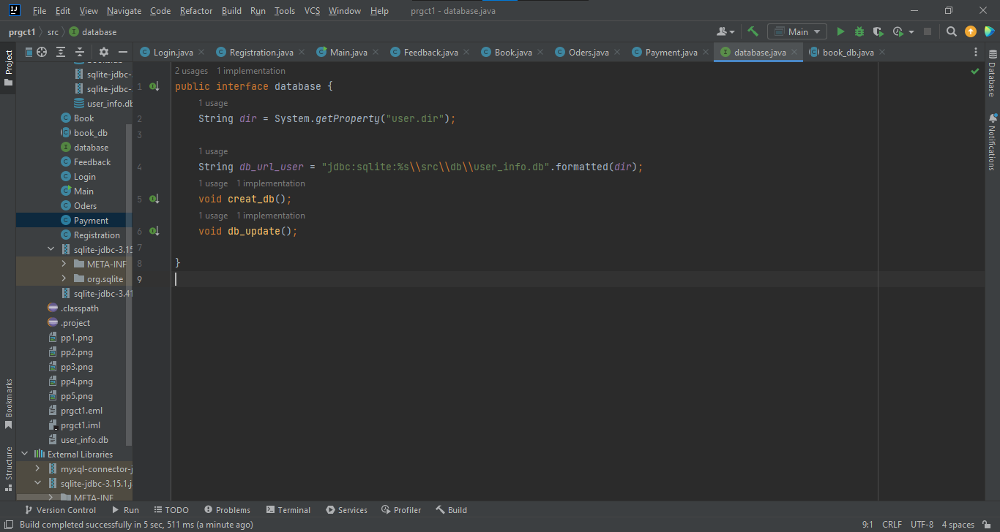 File Edit View Navigate Code Refactor Build Run Tools VCS Window Help prgct1 - database.java
prgct1 src database
Main
Login.java Registration.java Main.java Feedback.java Book.java Oders.java Payment.java database.java book_db.java
Project
Bookmarks
Structure
Database
Notifications
sqlite-jdbc-
sqlite-jdbc-
user_info.db
Book
book_db
database
Feedback
Login
Main
Oders
Payment
Registration
sqlite-jdbc-3.15
META-INF
org.sqlite
sqlite-jdbc-3.41
.classpath
.project
pp1.png
pp2.png
pp3.png
pp4.png
pp5.png
prgct1.eml
prgct1.iml
user_info.db
External Libraries
mysql-connector-j
sqlite-jdbc-3.15.1.j
META-INF
2 usages 1 implementation
1 public interface database {
1 usage
2 String dir = System.getProperty("user.dir");
3
1 usage
4 String db_url_user = "jdbc:sqlite:%s\\src\\db\\user_info.db".formatted(dir);
1 usage 1 implementation
5 void creat_db();
1 usage 1 implementation
6 void db_update();
7
8 }
9
Version Control Run TODO Problems Terminal Services Profiler Build
Build completed successfully in 5 sec, 511 ms (a minute ago) 9:1 CRLF UTF-8 4 spaces